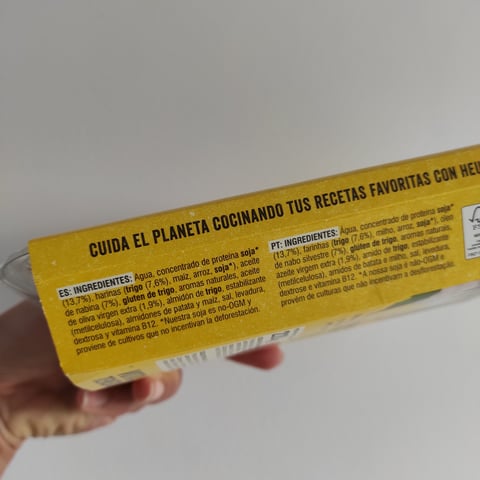 CUIDA EL PLANETA COCINANDO TUS RECETAS FAVORITAS CON HEU
ES: INGREDIENTES: Agua, concentrado de proteína soja*
(13,7%), harinas (trigo (7,6%), maíz, arroz, soja*), aceite
de nabina (7%), gluten de trigo, aromas naturales, aceite
de oliva virgen extra (1,9%), almidón de trigo, estabilizante
(metilcelulosa), almidones de patata y maíz, sal, levadura,
dextrosa y vitamina B12. *Nuestra soja es no-OGM y
proviene de cultivos que no incentivan la deforestación.
PT: INGREDIENTES: Água, concentrado de proteína soja*
(13,7%), farinhas (trigo (7,6%), milho, arroz, soja*), óleo
de nabo silvestre (7%), glúten de trigo, aromas naturais,
azeite virgem extra (1,9%), amido de trigo, estabilizante
(metilcelulosa), amidos de batata e milho, sal, levedura,
dextrose e vitamina B12. *A nossa soja é não-OGM e
provém de culturas que não incentivam a desflorestação.